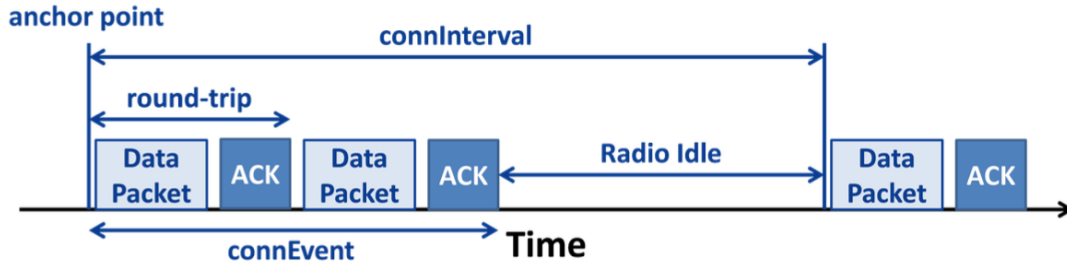 anchor point
connInterval
round-trip
Data
Packet
ACK
Data
Packet
ACK
Radio Idle
Data
Packet
ACK
connEvent
Time